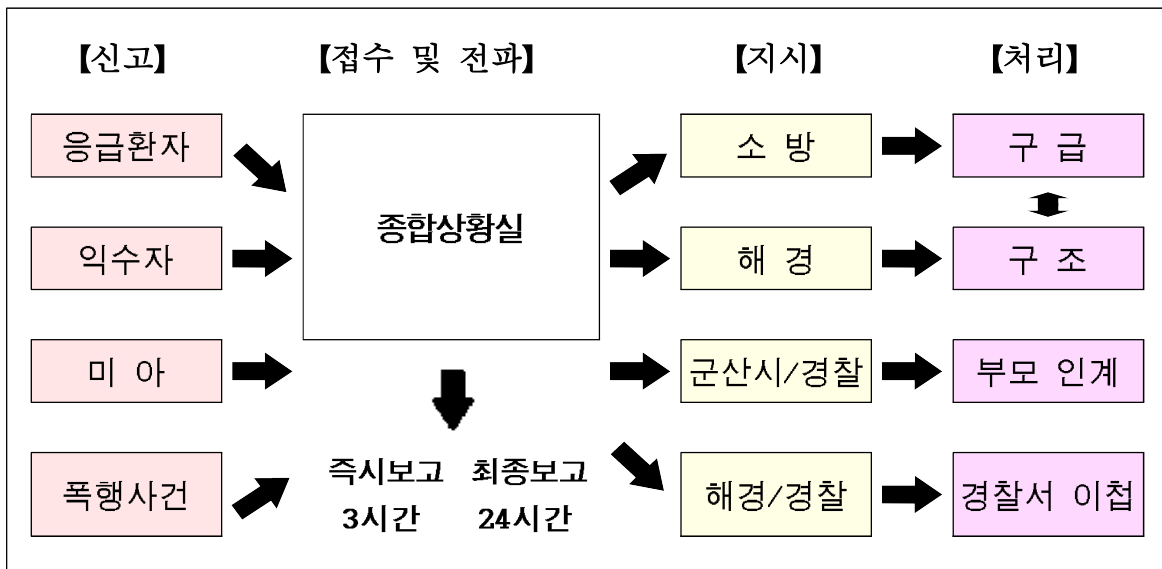 【신고】 【접수 및 전파】 【지시】 【처리】
응급환자 소 방 구 급
종합상황실
익수자 해 경 구 조
미 아 군산시/경찰 부모 인계
즉시보고 최종보고
폭행사건 해경/경찰 경찰서 이첩
3시간 24시간